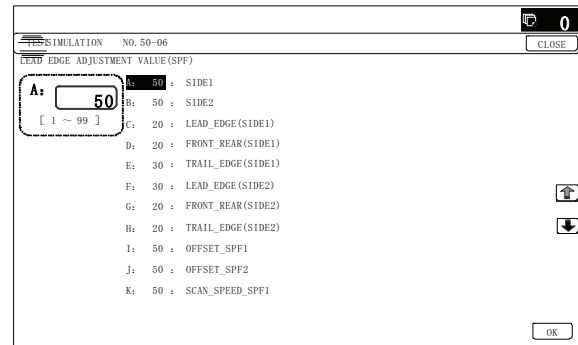 0
TEST SIMULATION NO.50-06
CLOSE
LEAD EDGE ADJUSTMENT VALUE(SPF)
A: 50
[ 1 ~ 99 ]
A: 50 : SIDE1
B: 50 : SIDE2
C: 20 : LEAD_EDGE(SIDE1)
D: 20 : FRONT_REAR(SIDE1)
E: 30 : TRAIL_EDGE(SIDE1)
F: 30 : LEAD_EDGE(SIDE2)
G: 20 : FRONT_REAR(SIDE2)
H: 20 : TRAIL_EDGE(SIDE2)
I: 50 : OFFSET_SPF1
J: 50 : OFFSET_SPF2
K: 50 : SCAN_SPEED_SPF1
OK